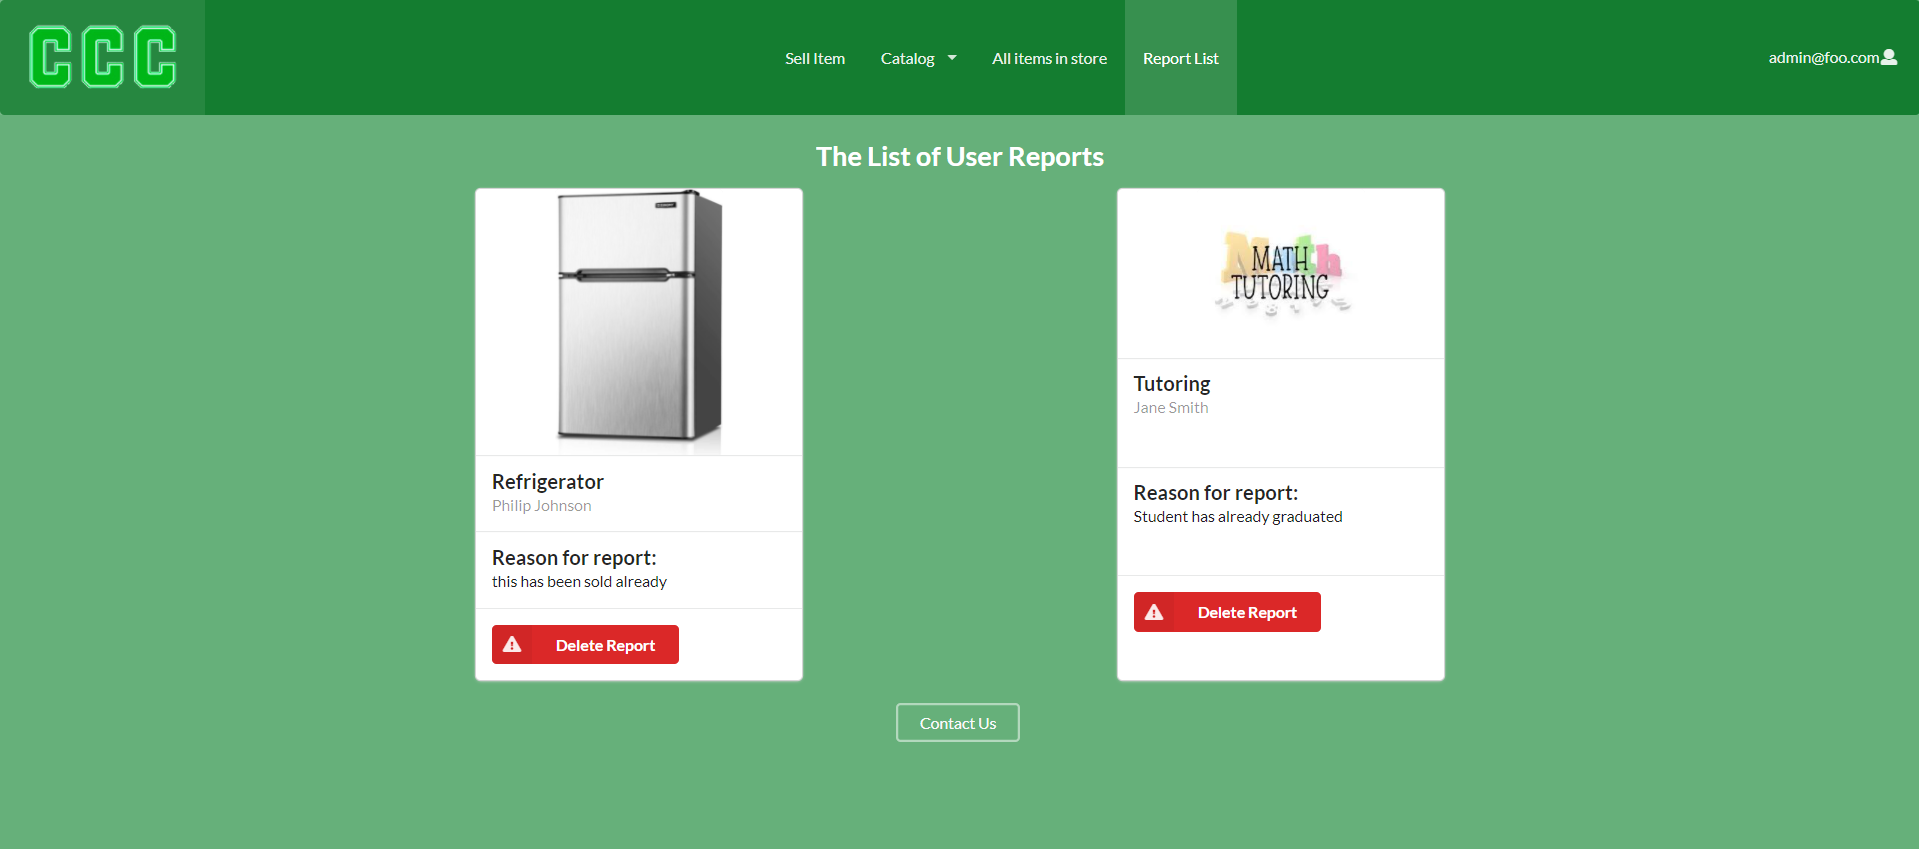 CCC
Sell Item
Catalog
All items in store
Report List
admin@foo.com
The List of User Reports
Refrigerator
Philip Johnson
Reason for report:
this has been sold already
Delete Report
MATH
TUTORING
Tutoring
Jane Smith
Reason for report:
Student has already graduated
Delete Report
Contact Us